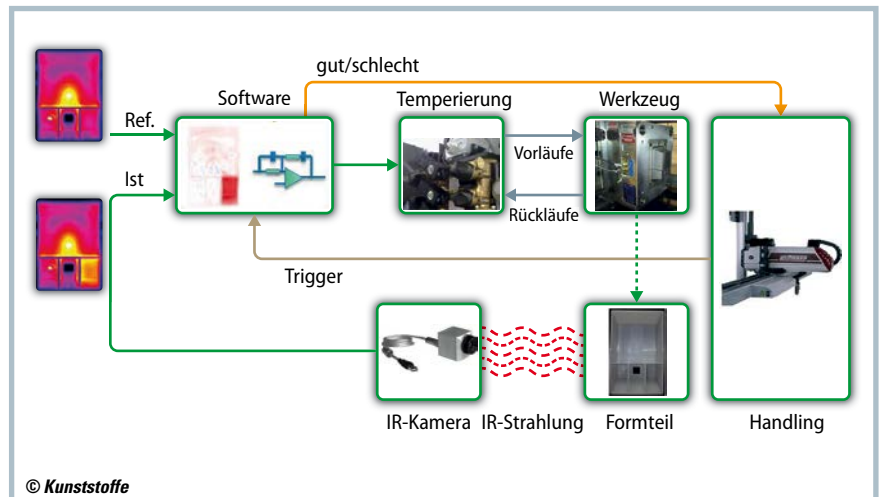 gut/schlecht
Software
Temperierung
Werkzeug
Ref.
Vorläufe
Ist
Rückläufe
Trigger
IR-Kamera
IR-Strahlung
Formteil
Handling
© Kunststoffe